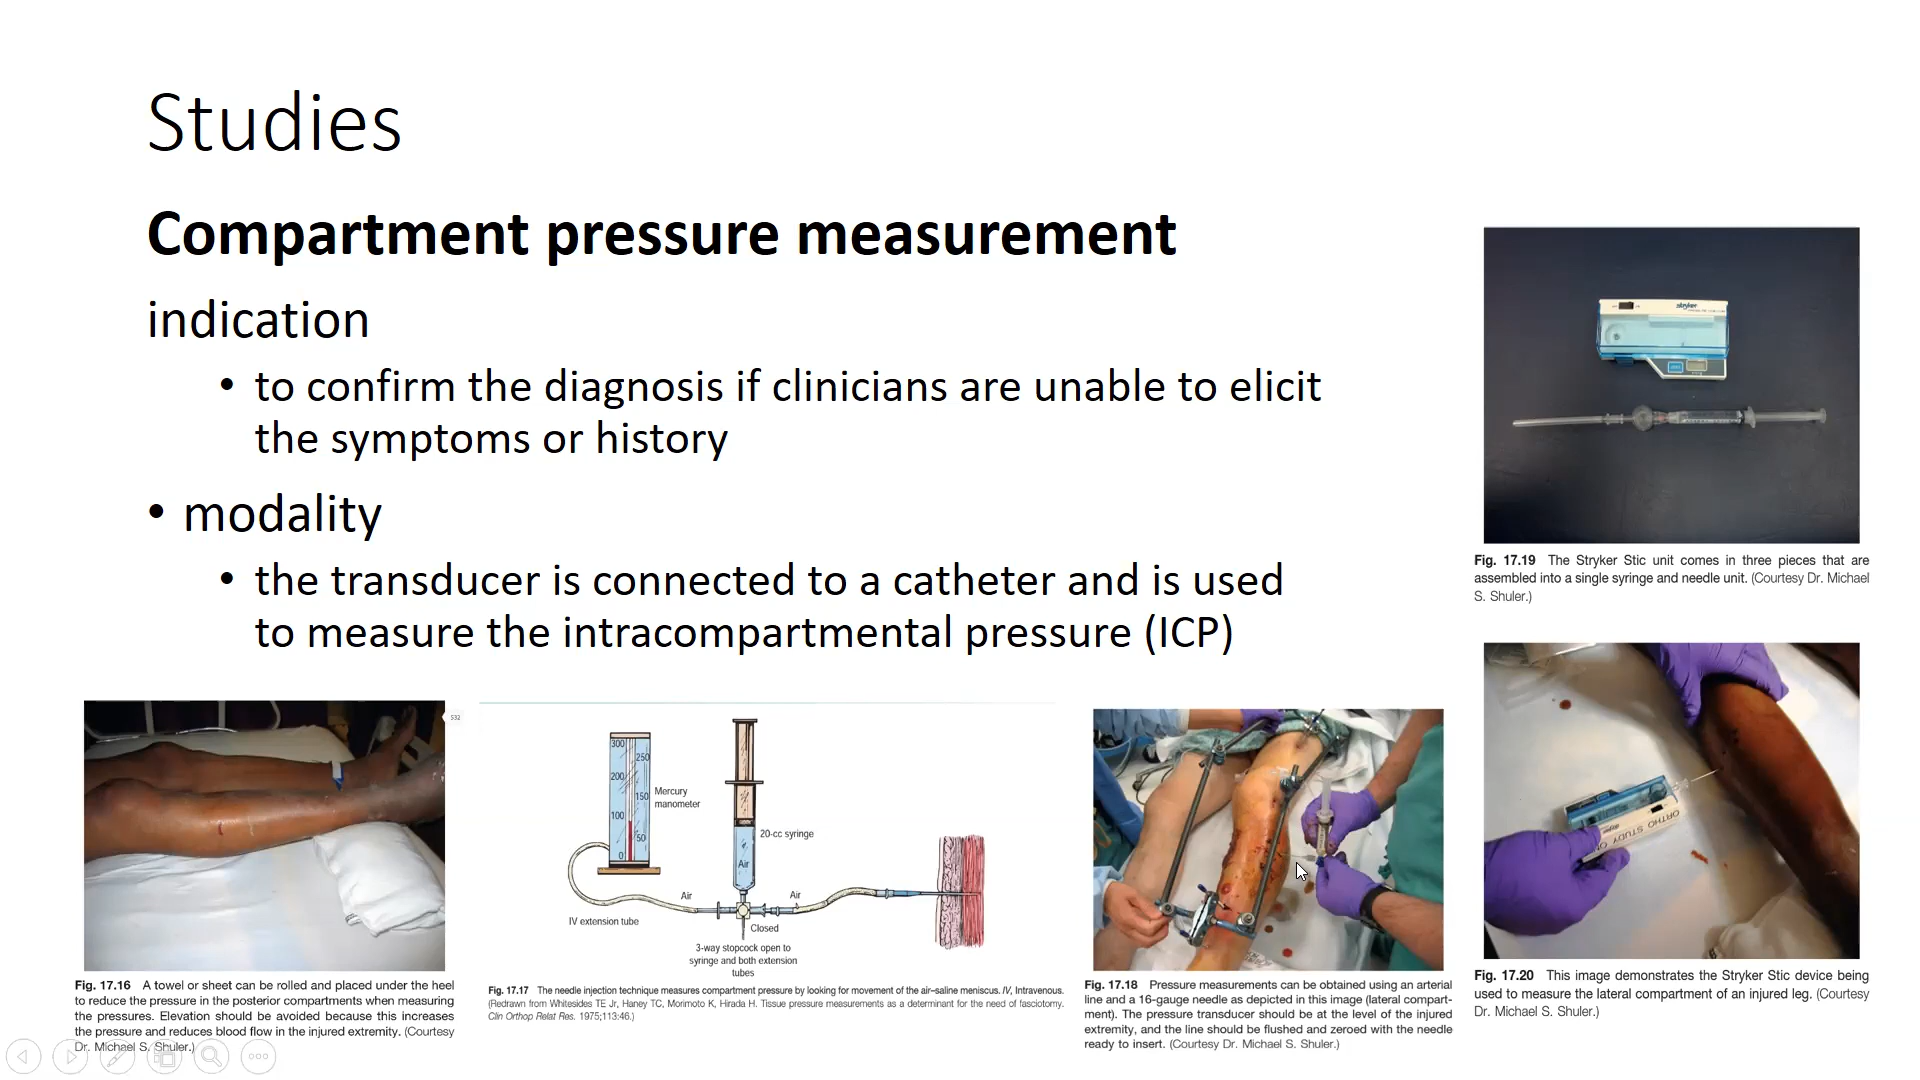 Studies
Compartment pressure measurement
indication
• to confirm the diagnosis if clinicians are unable to elicit
the symptoms or history
• modality
• the transducer is connected to a catheter and is used
to measure the intracompartmental pressure (ICP)
stryker
Fig. 17.19 The Stryker Stic unit comes in three pieces that are
assembled into a single syringe and needle unit. (Courtesy Dr. Michael
S. Shuler.)
532
Fig. 17.16 A towel or sheet can be rolled and placed under the heel
to reduce the pressure in the posterior compartments when measuring
the pressures. Elevation should be avoided because this increases
the pressure and reduces blood flow in the injured extremity. (Courtesy
Dr. Michael S. Shuler.)
300
250
200
150
100
50
0
Mercury
manometer
20-cc syringe
Air
Air
Air
IV extension tube
Closed
3-way stopcock open to
syringe and both extension
tubes
Fig. 17.17 The needle injection technique measures compartment pressure by looking for movement of the air–saline meniscus. IV, Intravenous.
(Redrawn from Whitesides TE Jr, Haney TC, Morimoto K, Hirada H. Tissue pressure measurements as a determinant for the need of fasciotomy.
Clin Orthop Relat Res. 1975;113:46.)
Fig. 17.18 Pressure measurements can be obtained using an arterial
line and a 16-gauge needle as depicted in this image (lateral compart-
ment). The pressure transducer should be at the level of the injured
extremity, and the line should be flushed and zeroed with the needle
ready to insert. (Courtesy Dr. Michael S. Shuler.)
ORTHO STUDY
Fig. 17.20 This image demonstrates the Stryker Stic device being
used to measure the lateral compartment of an injured leg. (Courtesy
Dr. Michael S. Shuler.)